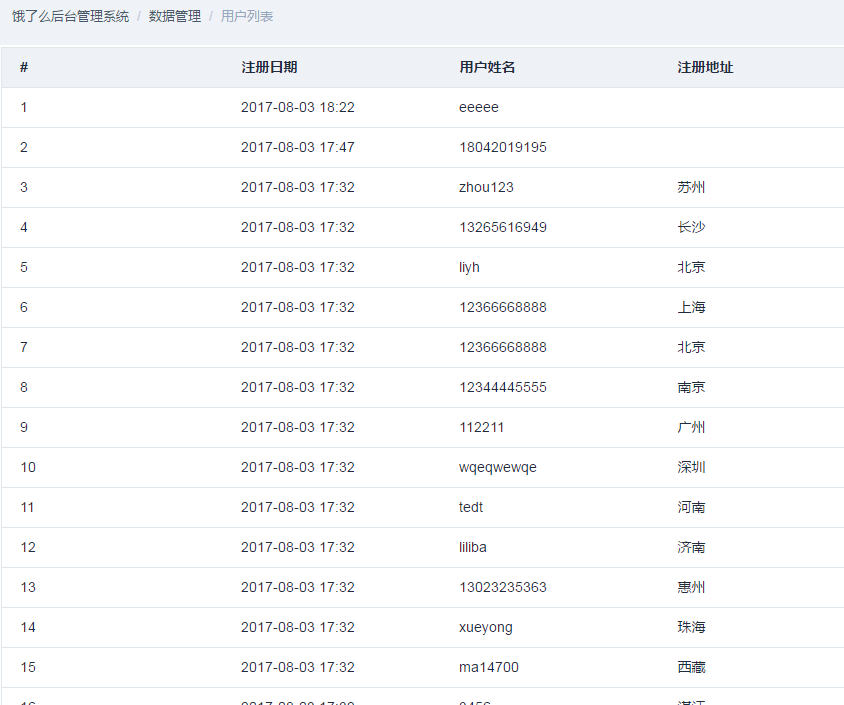 饿了么后台管理系统 / 数据管理 / 用户列表
# 注册日期 用户姓名 注册地址
1 2017-08-03 18:22 eeeee
2 2017-08-03 17:47 18042019195
3 2017-08-03 17:32 zhou123 苏州
4 2017-08-03 17:32 13265616949 长沙
5 2017-08-03 17:32 liyh 北京
6 2017-08-03 17:32 12366668888 上海
7 2017-08-03 17:32 12366668888 北京
8 2017-08-03 17:32 12344445555 南京
9 2017-08-03 17:32 112211 广州
10 2017-08-03 17:32 wqeqwewqe 深圳
11 2017-08-03 17:32 tedt 河南
12 2017-08-03 17:32 liliba 济南
13 2017-08-03 17:32 13023235363 惠州
14 2017-08-03 17:32 xueyong 珠海
15 2017-08-03 17:32 ma14700 西藏